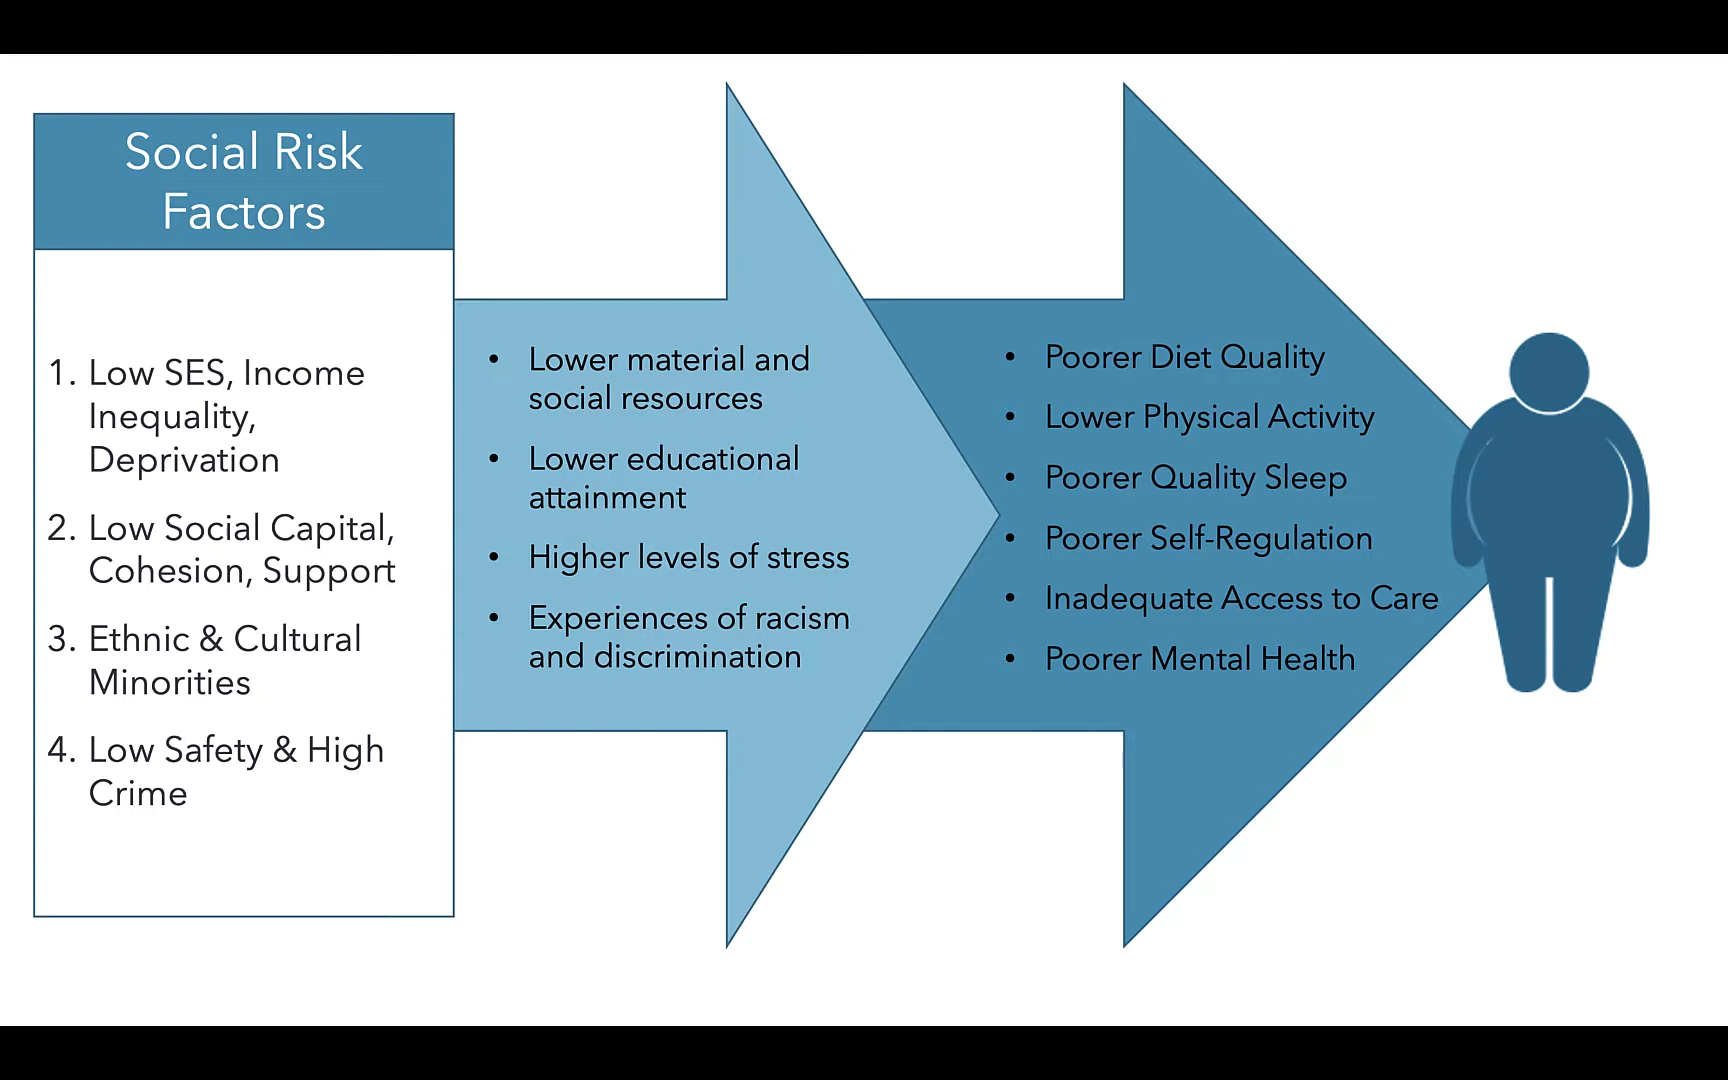 Social Risk
Factors
1. Low SES, Income
Inequality,
Deprivation
2. Low Social Capital,
Cohesion, Support
3. Ethnic & Cultural
Minorities
4. Low Safety & High
Crime
• Lower material and
social resources
• Lower educational
attainment
• Higher levels of stress
• Experiences of racism
and discrimination
• Poorer Diet Quality
• Lower Physical Activity
• Poorer Quality Sleep
• Poorer Self-Regulation
• Inadequate Access to Care
• Poorer Mental Health